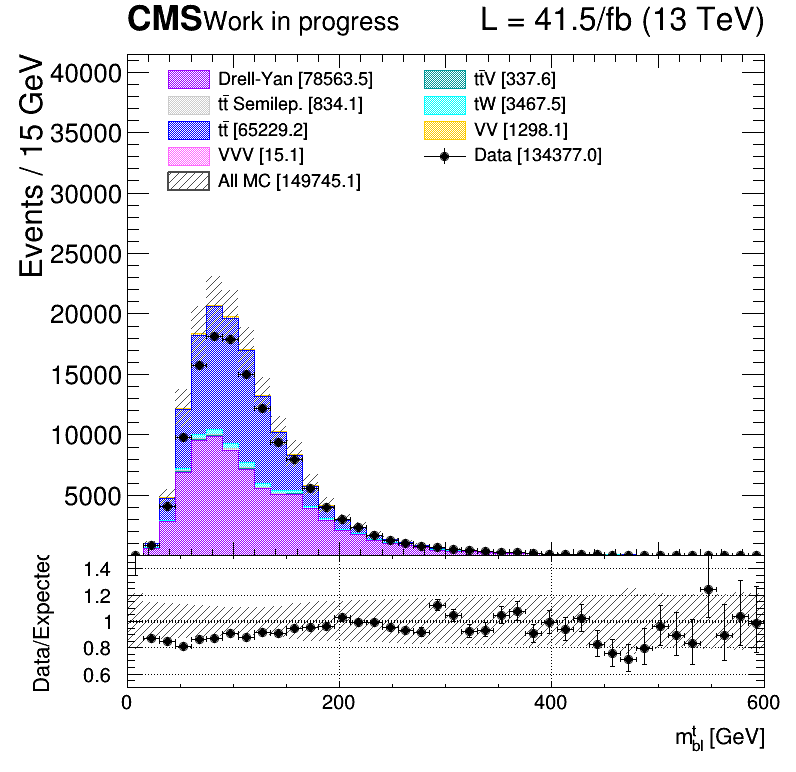 CMS Work in progress L = 41.5/fb (13 TeV)
Events / 15 GeV
40000
35000
30000
25000
20000
15000
10000
5000
Drell-Yan [78563.5]
tt̄ Semilep. [834.1]
tt̄ [65229.2]
VVV [15.1]
All MC [149745.1]
tt̄V [337.6]
tW [3467.5]
VV [1298.1]
Data [134377.0]
Data/Expected
1.4
1.2
1
0.8
0.6
0 200 400 600
m^t_bl [GeV]